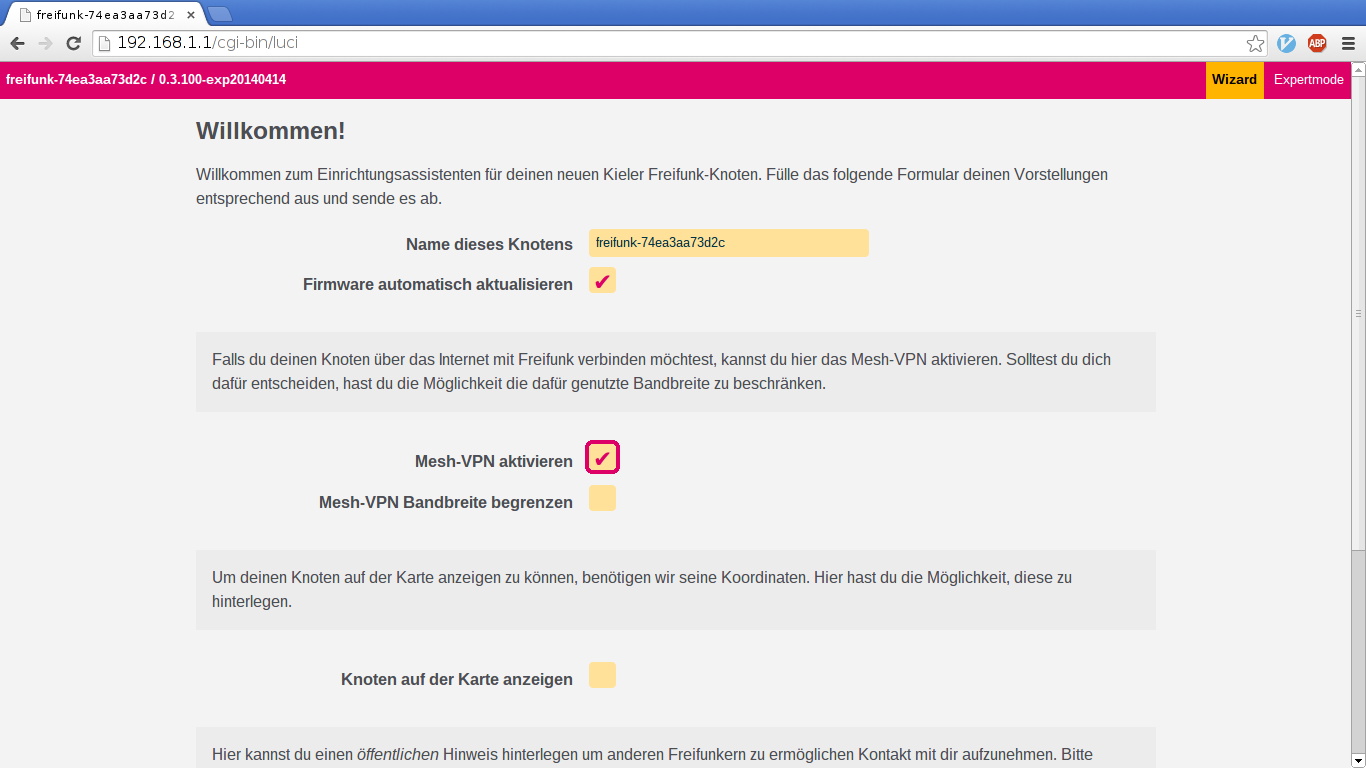 freifunk-74ea3aa73d2
192.168.1.1/cgi-bin/luci
ABP
freifunk-74ea3aa73d2c / 0.3.100-exp20140414
Wizard
Expertmode
Willkommen!
Willkommen zum Einrichtungsassistenten für deinen neuen Kieler Freifunk-Knoten. Fülle das folgende Formular deinen Vorstellungen
entsprechend aus und sende es ab.
Name dieses Knotens freifunk-74ea3aa73d2c
Firmware automatisch aktualisieren
Falls du deinen Knoten über das Internet mit Freifunk verbinden möchtest, kannst du hier das Mesh-VPN aktivieren. Solltest du dich
dafür entscheiden, hast du die Möglichkeit die dafür genutzte Bandbreite zu beschränken.
Mesh-VPN aktivieren
Mesh-VPN Bandbreite begrenzen
Um deinen Knoten auf der Karte anzeigen zu können, benötigen wir seine Koordinaten. Hier hast du die Möglichkeit, diese zu
hinterlegen.
Knoten auf der Karte anzeigen
Hier kannst du einen öffentlichen Hinweis hinterlegen um anderen Freifunkern zu ermöglichen Kontakt mit dir aufzunehmen. Bitte